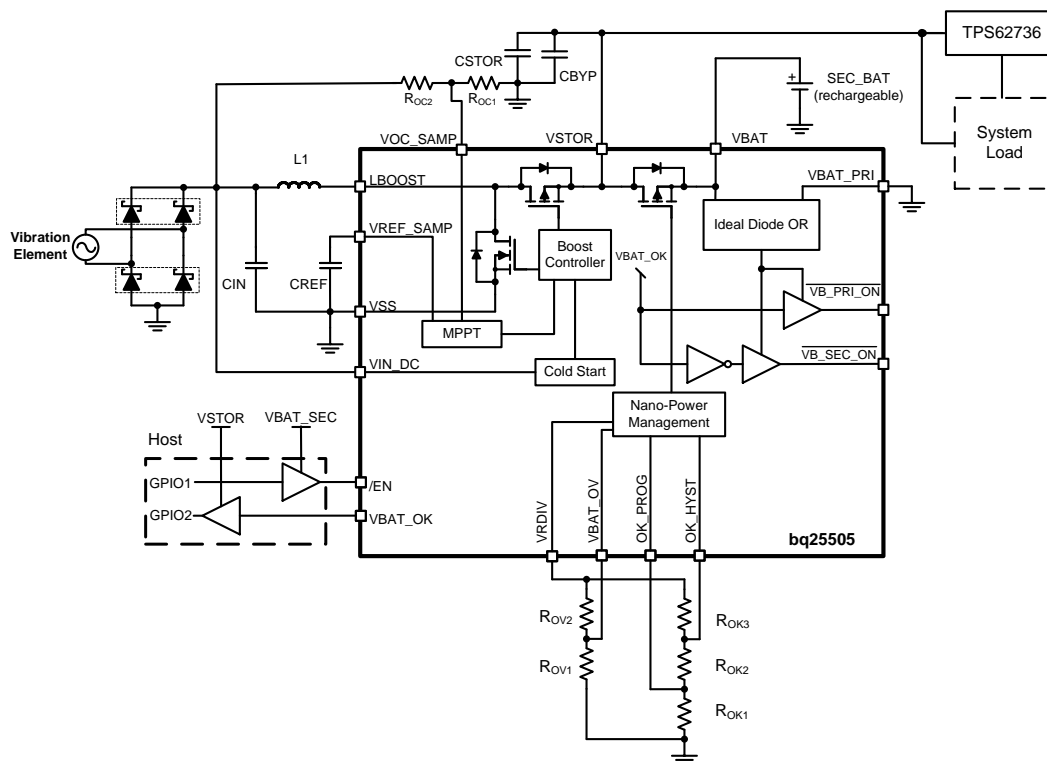 TPS62736
CSTOR
CBYP
SEC_BAT
(rechargeable)
+
ROC2
ROC1
System
Load
VOC_SAMP
VSTOR
VBAT
L1
LBOOST
VBAT_PRI
Ideal Diode OR
VREF_SAMP
Vibration
Element
Boost
Controller
VBAT_OK
CIN
CREF
VB_PRI_ON
VSS
MPPT
VB_SEC_ON
VIN_DC
Cold Start
Nano-Power
Management
VSTOR
VBAT_SEC
Host
GPIO1
/EN
GPIO2
VBAT_OK
VRDIV
VBAT_OV
OK_PROG
OK_HYST
bq25505
ROV2
ROK3
ROV1
ROK2
ROK1